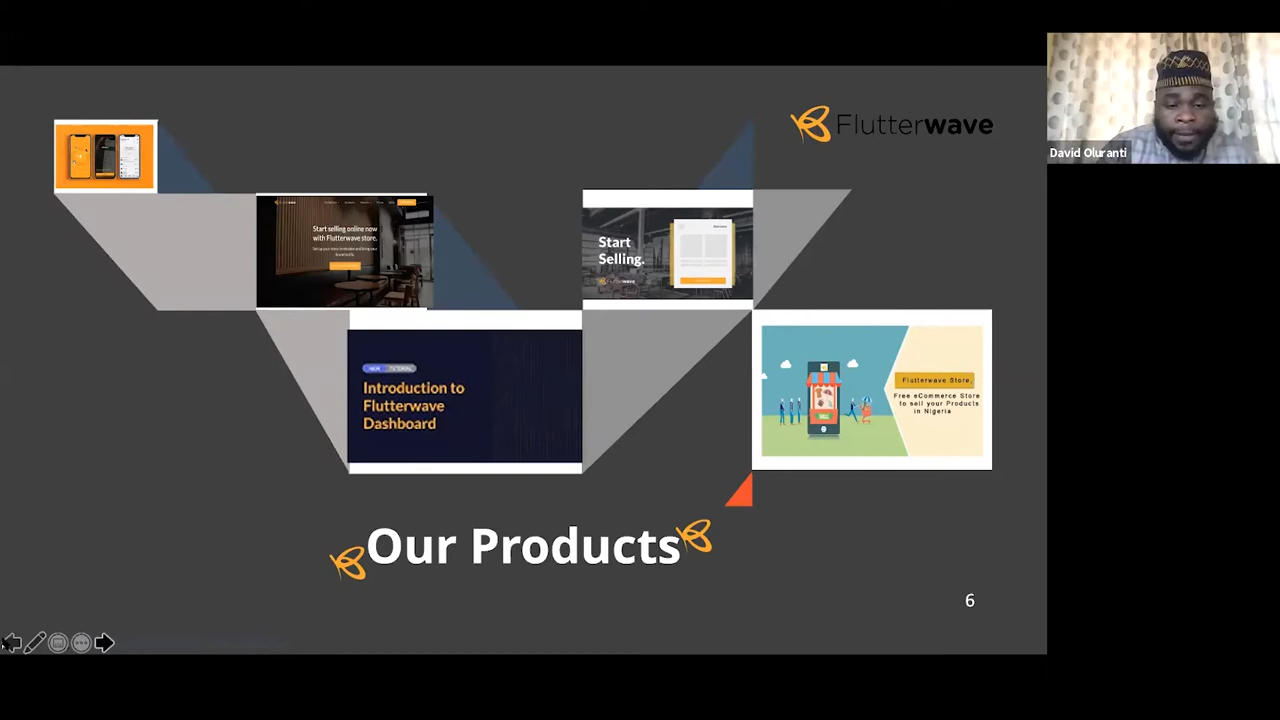 Flutterwave
David Oluranti
Start selling online now
with Flutterwave store.
Start
Selling.
Flutterwave
NEW TUTORIAL
Introduction to
Flutterwave
Dashboard
Flutterwave Store,
Free eCommerce Store
to sell your Products
in Nigeria
Our Products
6